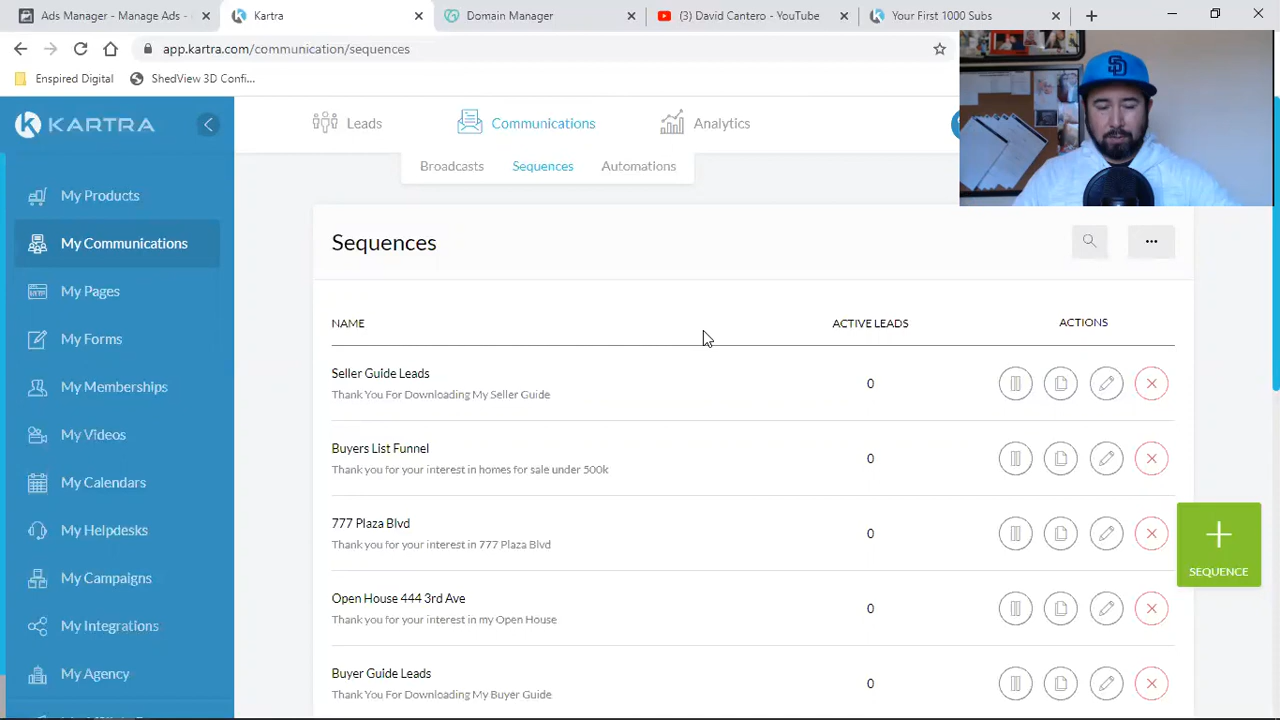 Ads Manager - Manage Ads -
Kartra
Domain Manager
(3) David Cantero - YouTube
Your First 1000 Subs
app.kartra.com/communication/sequences
Enspired Digital
ShedView 3D Confi...
KARTRA
Leads
Communications
Analytics
Broadcasts
Sequences
Automations
My Products
My Communications
My Pages
My Forms
My Memberships
My Videos
My Calendars
My Helpdesks
My Campaigns
My Integrations
My Agency
Sequences
NAME
ACTIVE LEADS
ACTIONS
Seller Guide Leads
Thank You For Downloading My Seller Guide
0
Buyers List Funnel
Thank you for your interest in homes for sale under 500k
0
777 Plaza Blvd
Thank you for your interest in 777 Plaza Blvd
0
Open House 444 3rd Ave
Thank you for your interest in my Open House
0
Buyer Guide Leads
Thank You For Downloading My Buyer Guide
0
SEQUENCE
SD